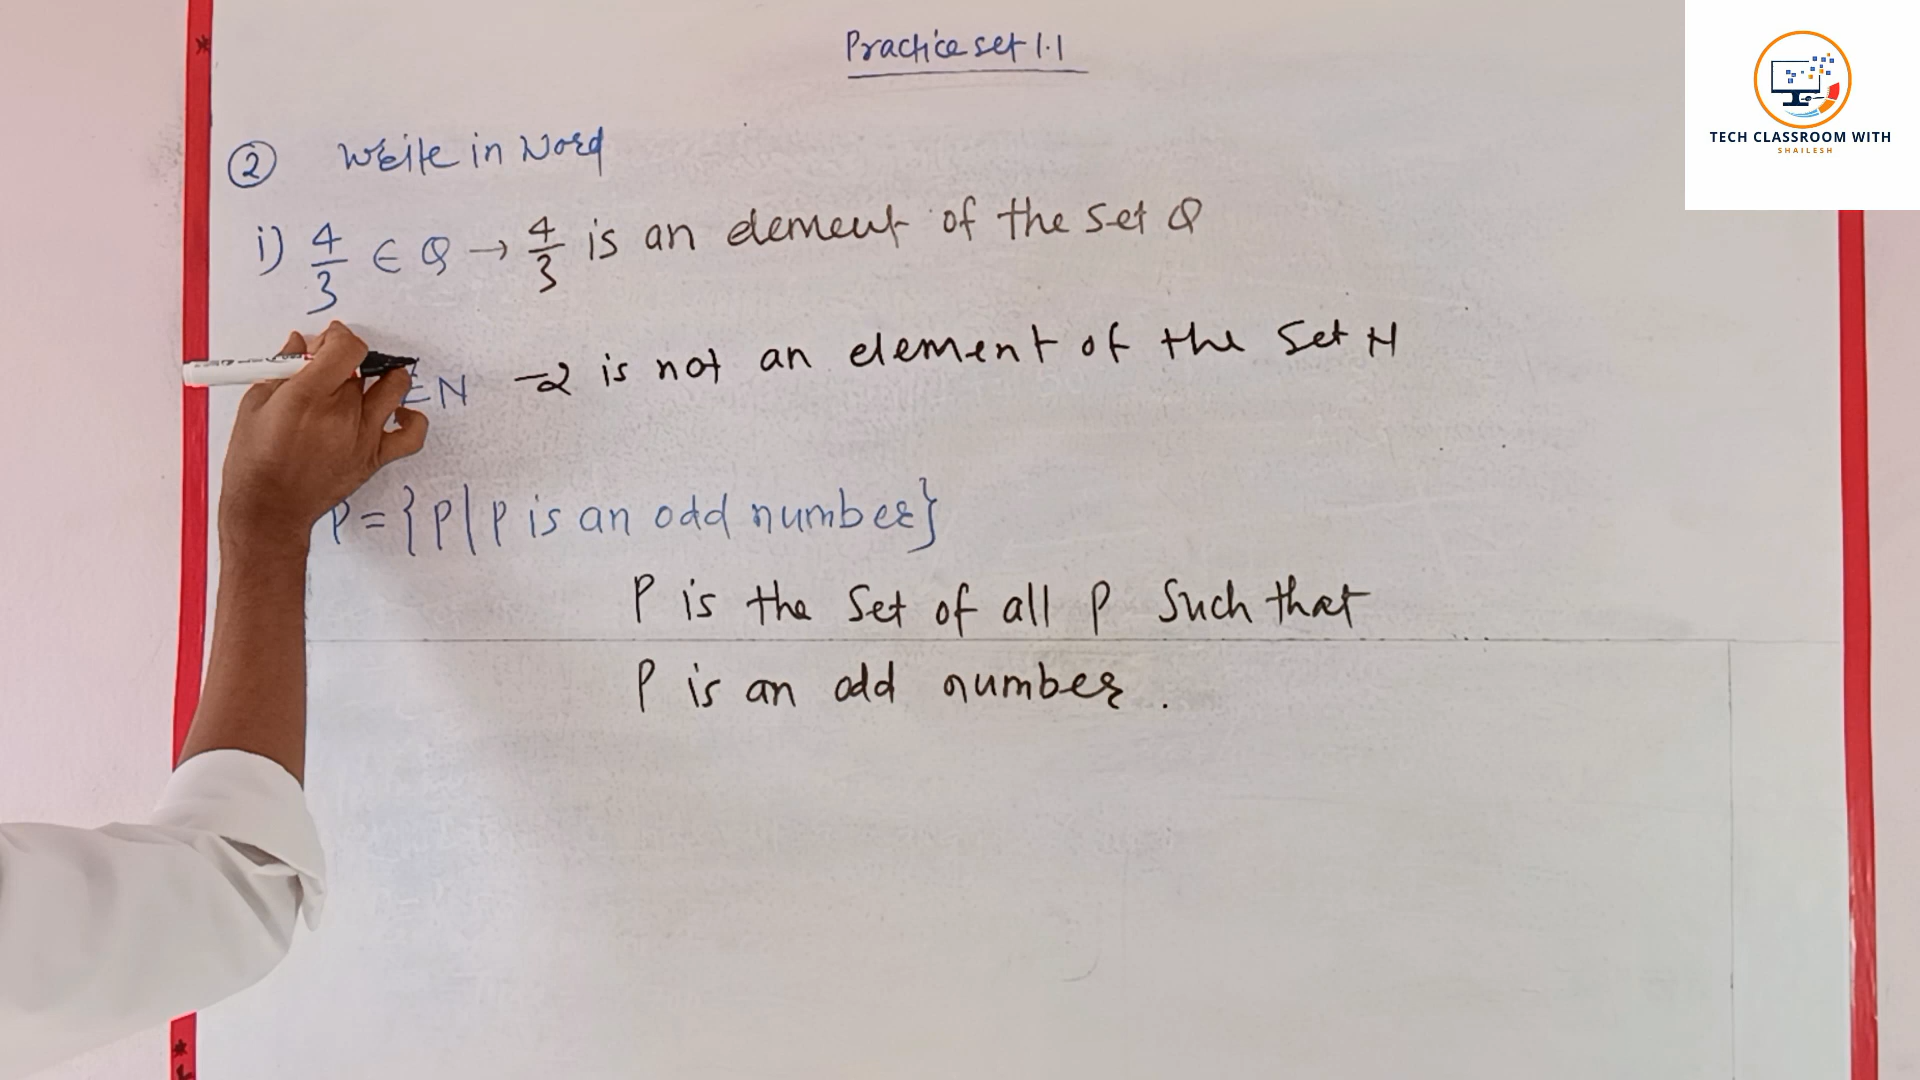 Practice set 1.1
TECH CLASSROOM WITH
SHAILESH
② Write in Word
i) 4/3 ∈ Q → 4/3 is an element of the set Q
N -2 is not an element of the Set N
P = {P | P is an odd number}
P is the Set of all P Such that
P is an odd number.